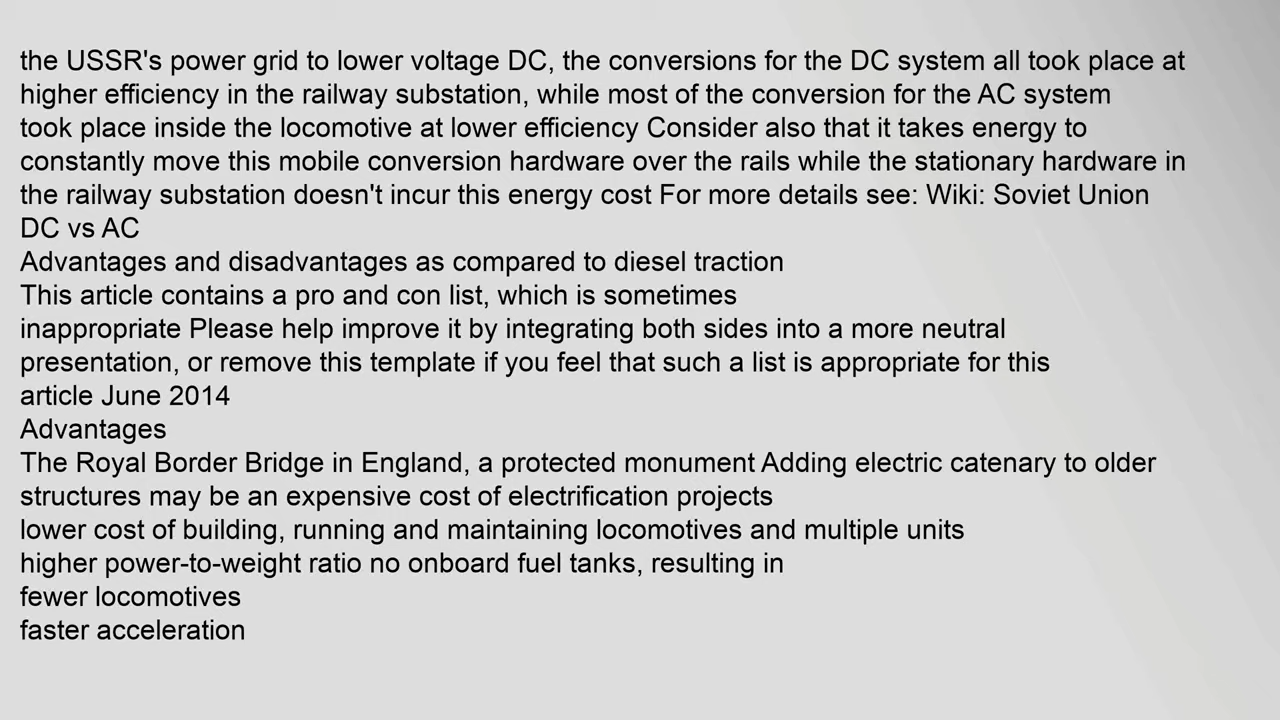 the USSR's power grid to lower voltage DC, the conversions for the DC system all took place at
higher efficiency in the railway substation, while most of the conversion for the AC system
took place inside the locomotive at lower efficiency Consider also that it takes energy to
constantly move this mobile conversion hardware over the rails while the stationary hardware in
the railway substation doesn't incur this energy cost For more details see: Wiki: Soviet Union
DC vs AC
Advantages and disadvantages as compared to diesel traction
This article contains a pro and con list, which is sometimes
inappropriate Please help improve it by integrating both sides into a more neutral
presentation, or remove this template if you feel that such a list is appropriate for this
article June 2014
Advantages
The Royal Border Bridge in England, a protected monument Adding electric catenary to older
structures may be an expensive cost of electrification projects
lower cost of building, running and maintaining locomotives and multiple units
higher power-to-weight ratio no onboard fuel tanks, resulting in
fewer locomotives
faster acceleration